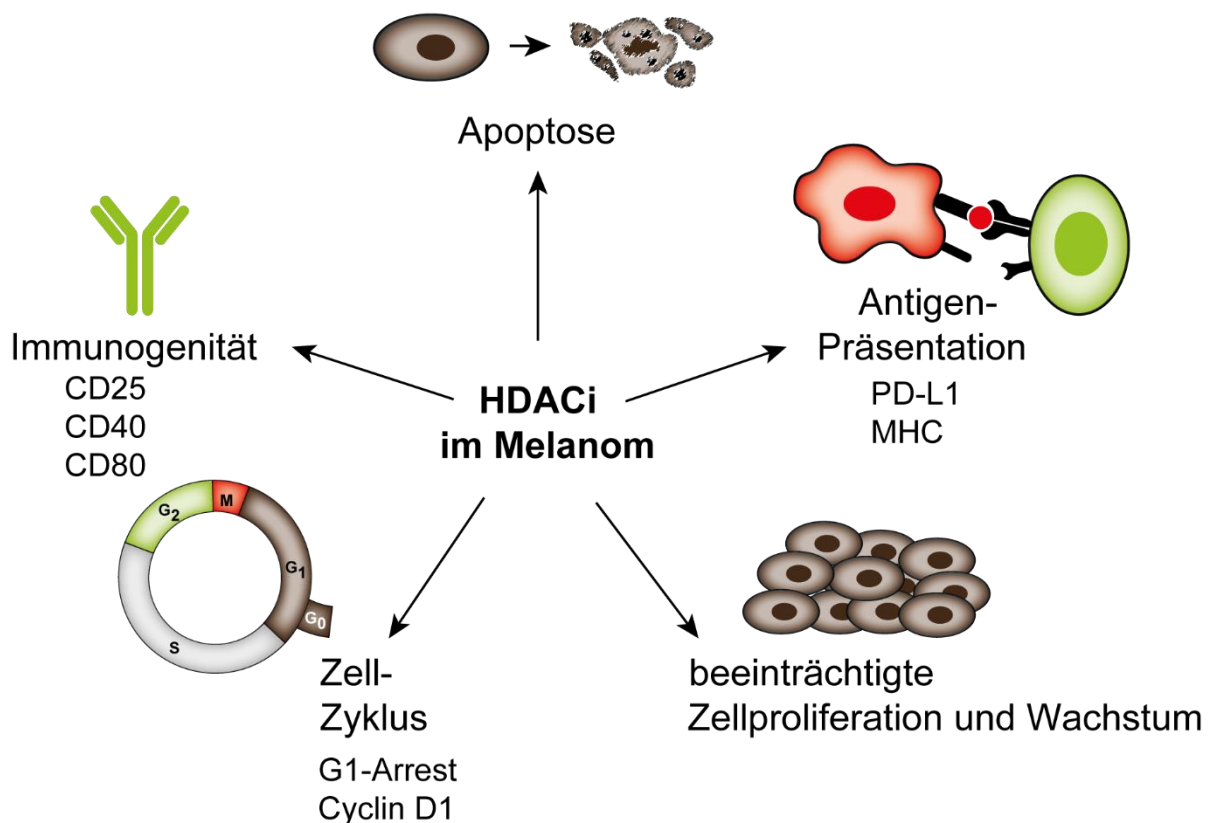 Apoptose
Immunogenität
CD25
CD40
CD80
Antigen-
Präsentation
PD-L1
MHC
HDACi
im Melanom
G2
M
G1
G0
S
Zell-
Zyklus
G1-Arrest
Cyclin D1
beeinträchtigte
Zellproliferation und Wachstum